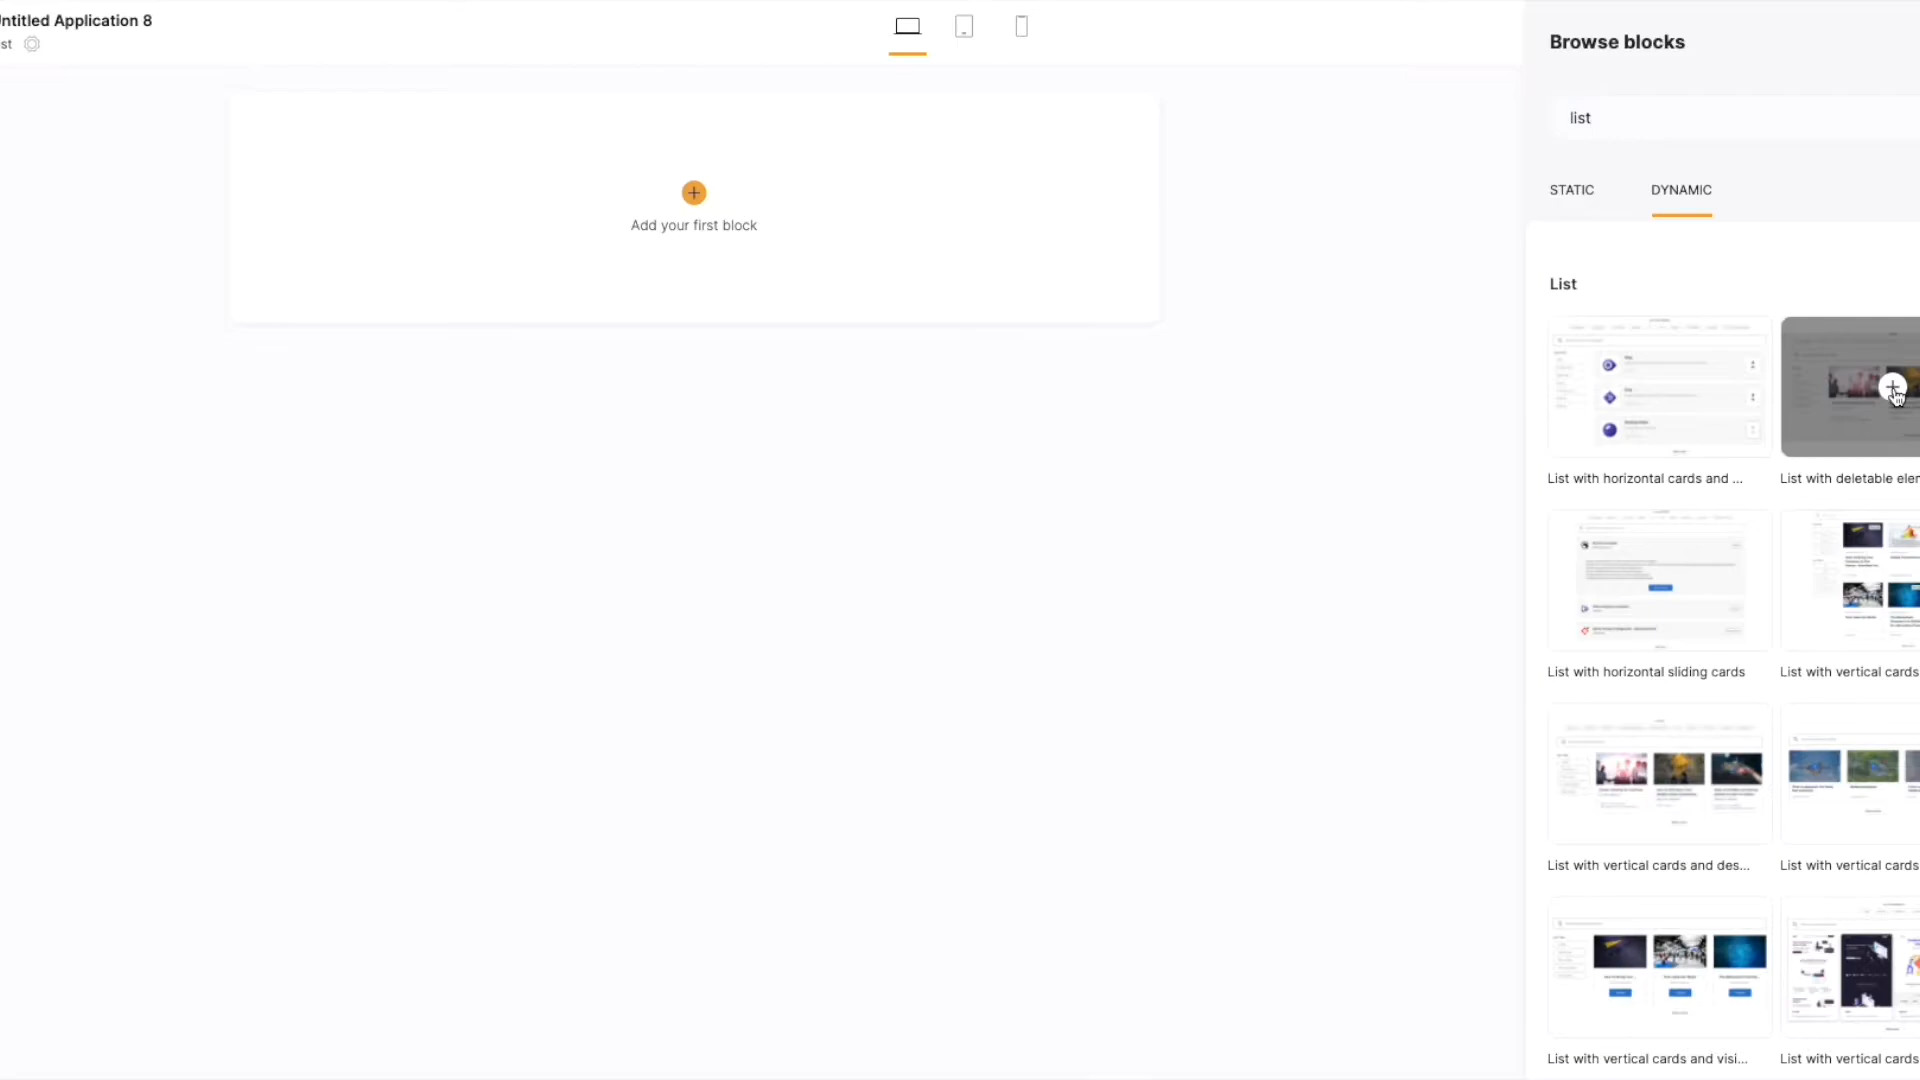 ntitled Application 8
st
Browse blocks
list
STATIC
DYNAMIC
Add your first block
List
List with horizontal cards and ...
List with deletable eler
List with horizontal sliding cards
List with vertical cards
List with vertical cards and des...
List with vertical cards
List with vertical cards and visi...
List with vertical cards